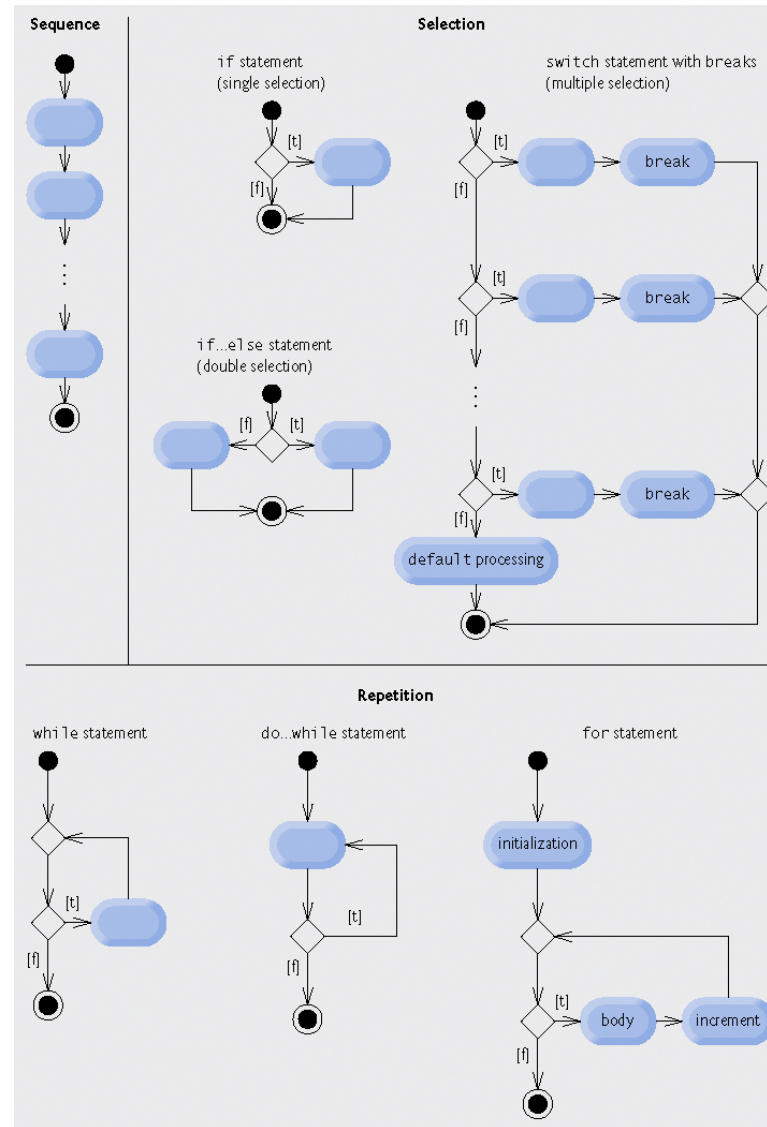 Sequence
Selection
if statement
(single selection)
[t]
[f]
switch statement with breaks
(multiple selection)
[t]
break
[f]
[t]
break
[f]
⋮
[t]
break
[f]
default processing
⋮
if...else statement
(double selection)
[f]
[t]
Repetition
while statement
[t]
[f]
do...while statement
[t]
[f]
for statement
initialization
[t]
body
increment
[f]